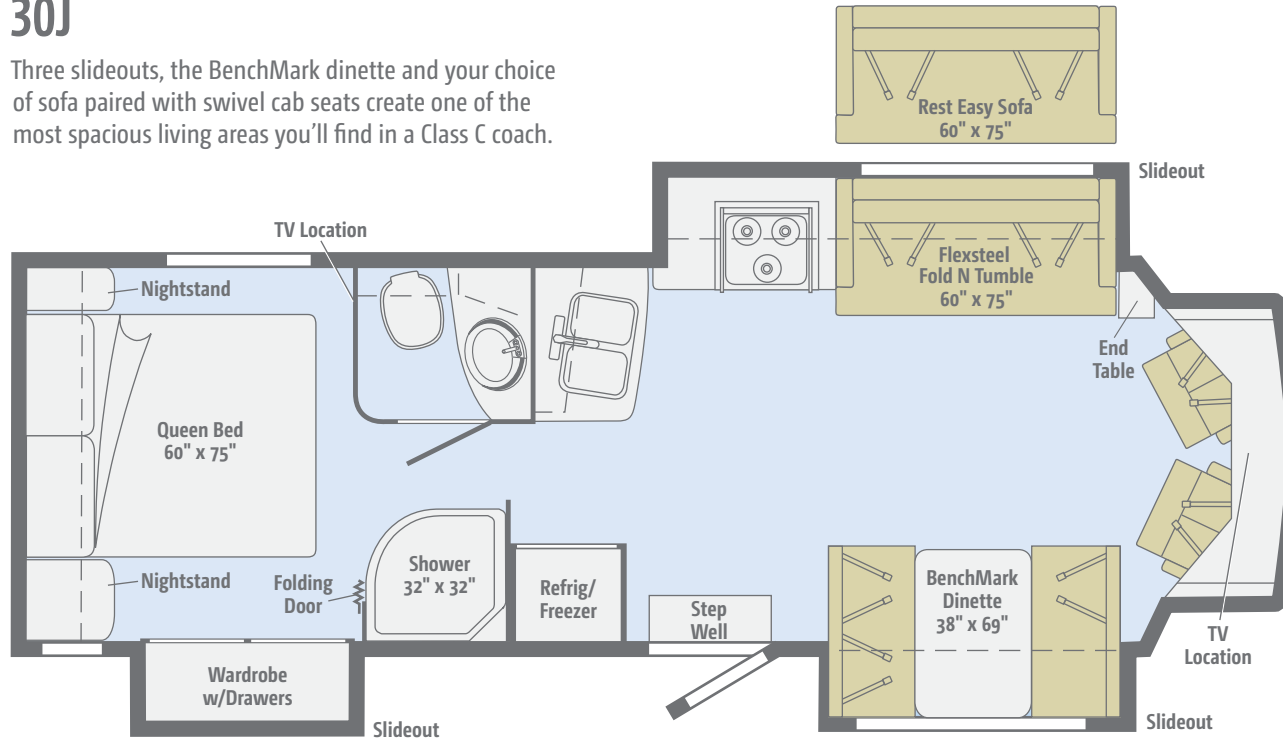 30J
Three slideouts, the BenchMark dinette and your choice
of sofa paired with swivel cab seats create one of the
most spacious living areas you'll find in a Class C coach.
Rest Easy Sofa
60" x 75"
Slideout
TV Location
Nightstand
Flexsteel
Fold N Tumble
60" x 75"
End
Table
Queen Bed
60" x 75"
Nightstand
Folding
Door
Shower
32" x 32"
Refrig/
Freezer
Step
Well
BenchMark
Dinette
38" x 69"
TV
Location
Wardrobe
w/Drawers
Slideout
Slideout